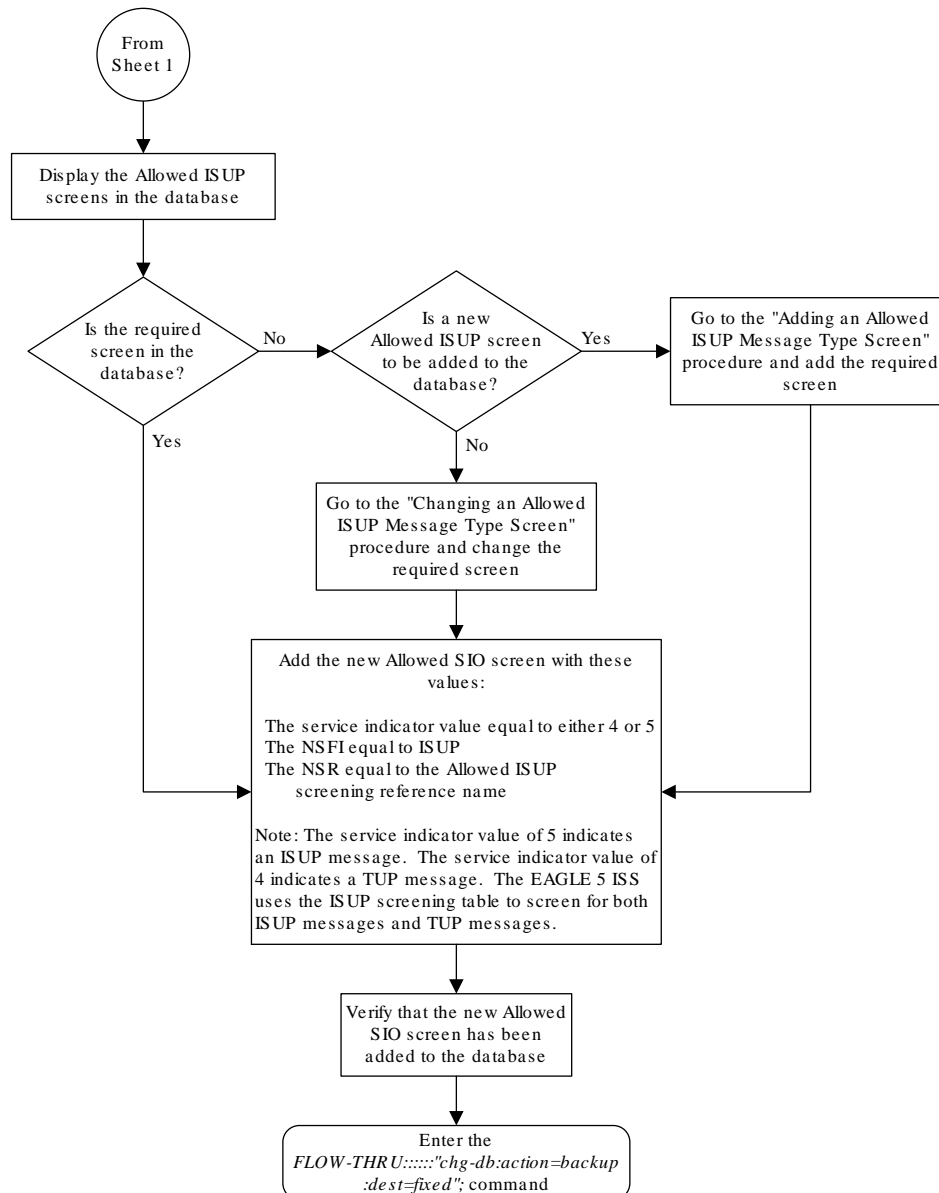 From
Sheet 1
Display the Allowed ISUP
screens in the database
Is the required
screen in the
database?
No
Yes
Is a new
Allowed ISUP screen
to be added to the
database?
Yes
No
Go to the "Adding an Allowed
ISUP Message Type Screen"
procedure and add the required
screen
Go to the "Changing an Allowed
ISUP Message Type Screen"
procedure and change the
required screen
Add the new Allowed SIO screen with these
values:
The service indicator value equal to either 4 or 5
The NSFI equal to ISUP
The NSR equal to the Allowed ISUP
screening reference name
Note: The service indicator value of 5 indicates
an ISUP message. The service indicator value of
4 indicates a TUP message. The EAGLE 5 ISS
uses the ISUP screening table to screen for both
ISUP messages and TUP messages.
Verify that the new Allowed
SIO screen has been
added to the database
Enter the
FLOW-THRU::::::"chg-db:action=backup
:dest=fixed"; command